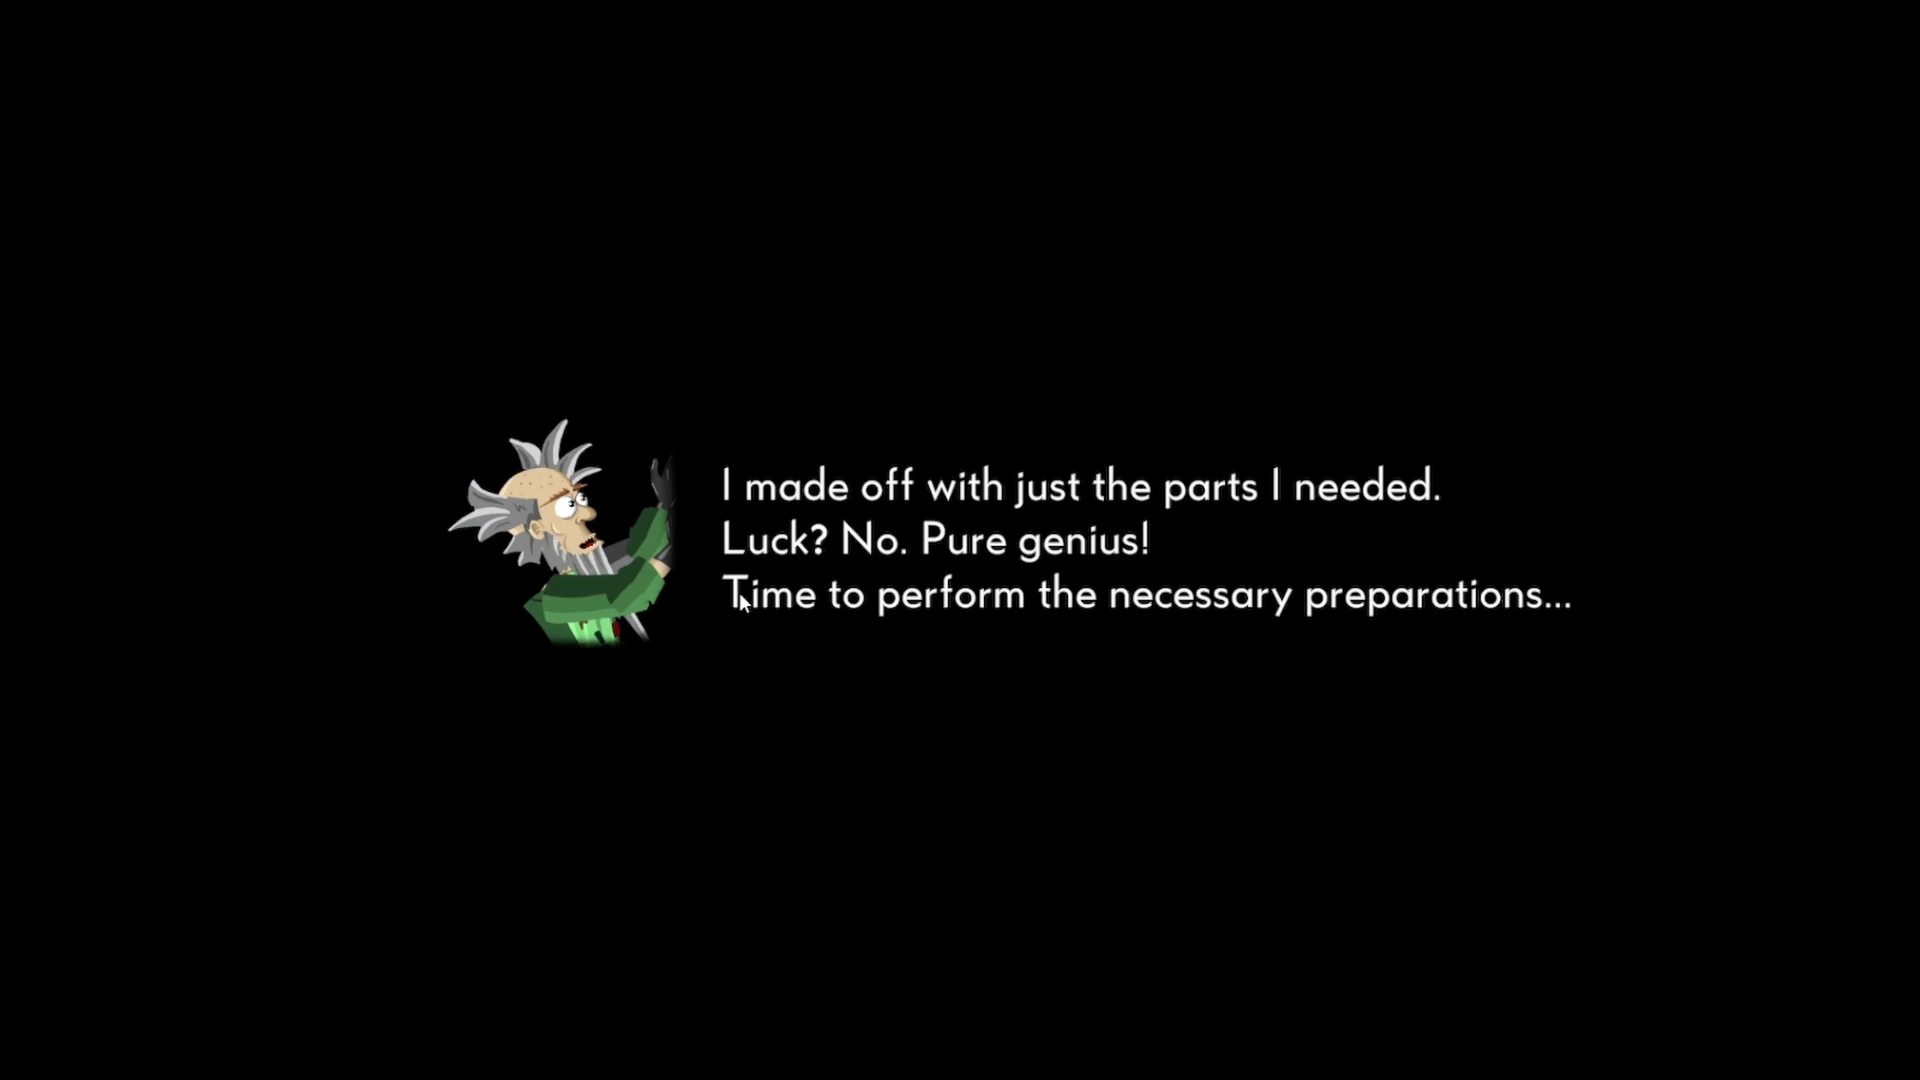 I made off with just the parts I needed.
Luck? No. Pure genius!
Time to perform the necessary preparations...